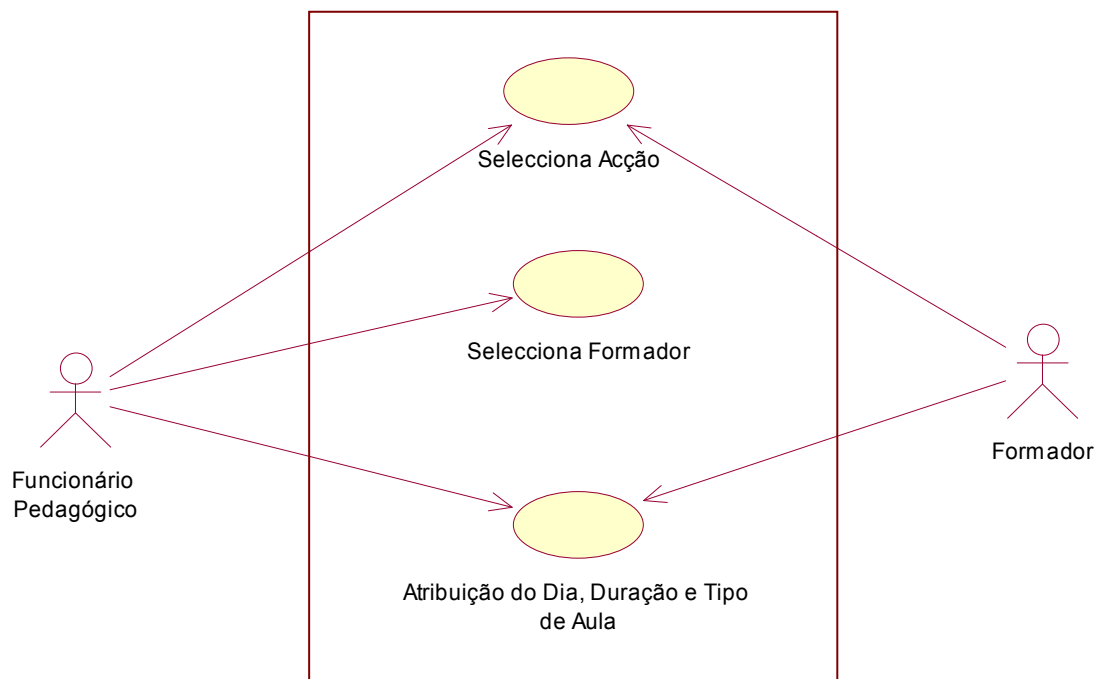 Selecciona Acção
Selecciona Formador
Funcionário
Pedagógico
Formador
Atribuição do Dia, Duração e Tipo
de Aula